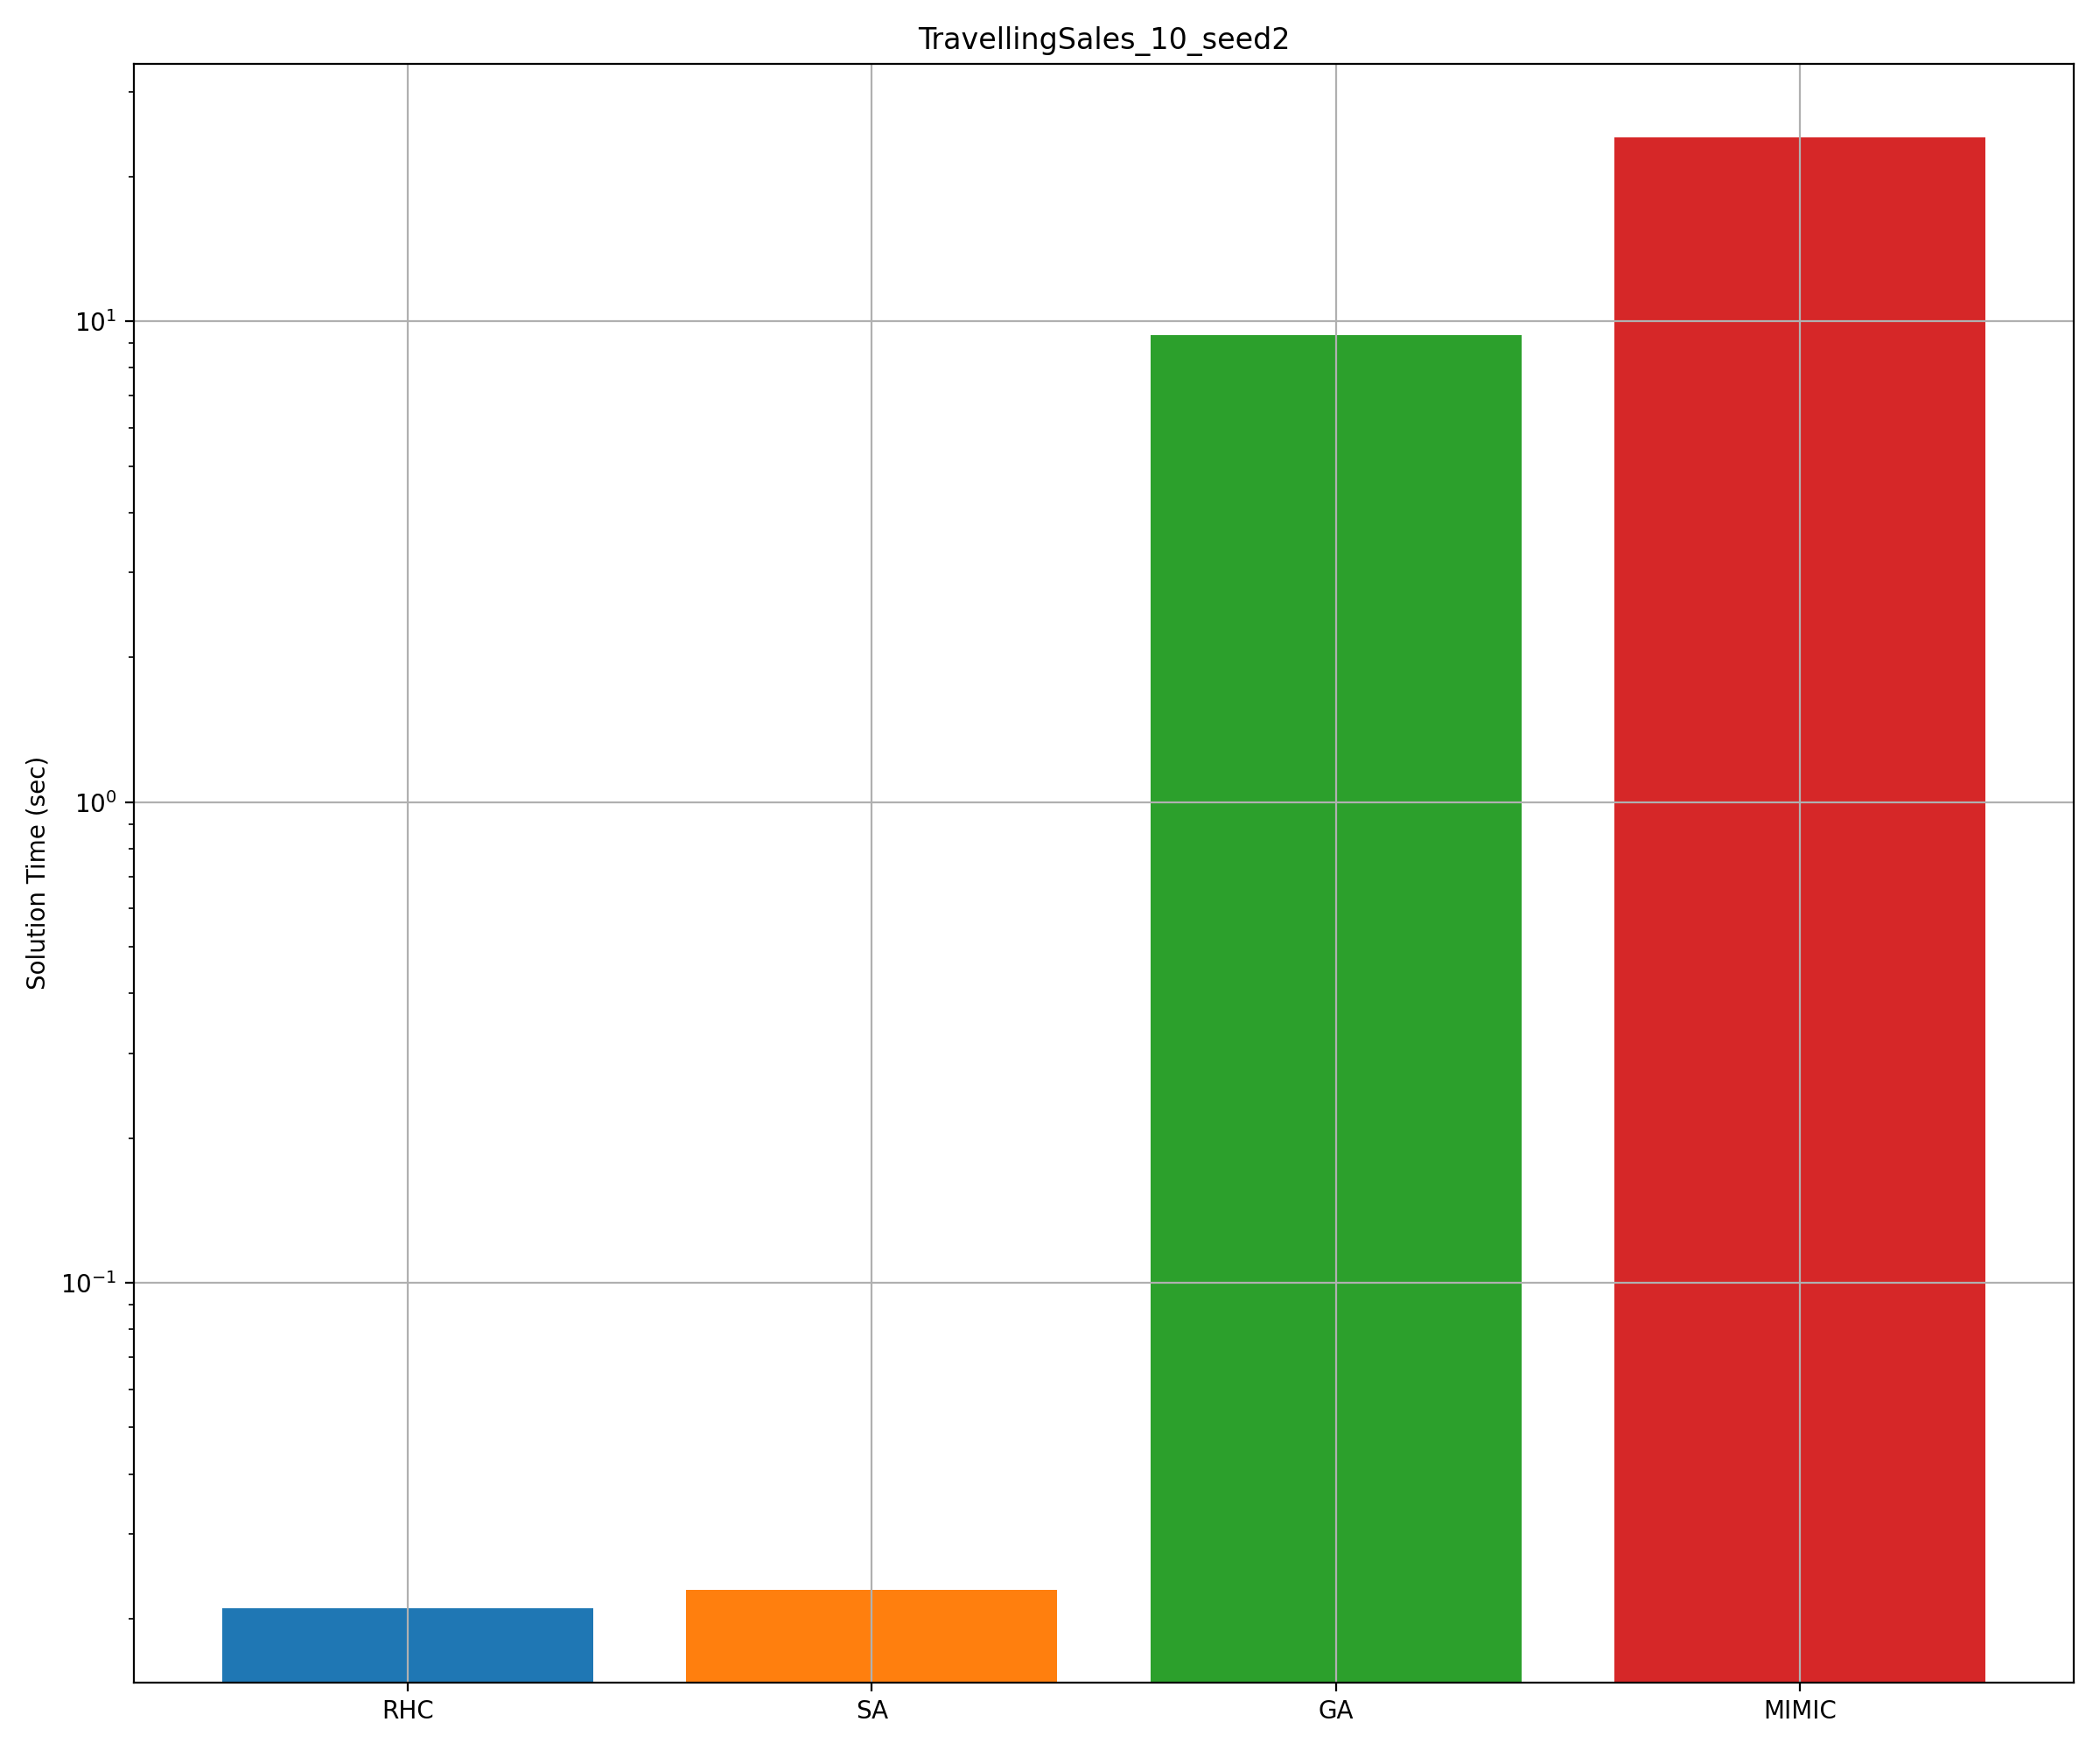 TravellingSales_10_seed2
Solution Time (sec)
10¹
10⁰
10⁻¹
RHC SA GA MIMIC